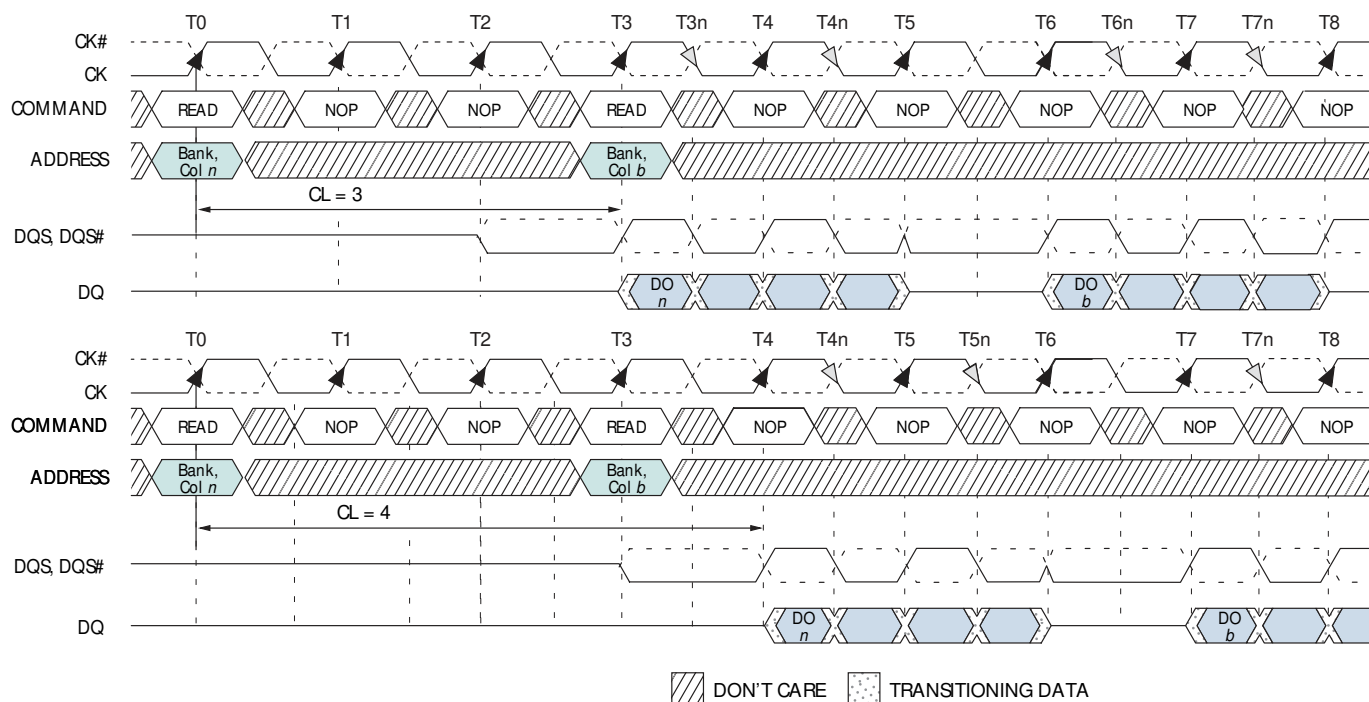 T0 T1 T2 T3 T3n T4 T4n T5 T6 T6n T7 T7n T8
CK#
CK
COMMAND READ NOP NOP READ NOP NOP NOP NOP NOP
ADDRESS Bank, Col n Bank, Col b
CL = 3
DQS, DQS#
DQ DO n DO b
T0 T1 T2 T3 T4 T4n T5 T5n T6 T7 T7n T8
CK#
CK
COMMAND READ NOP NOP READ NOP NOP NOP NOP NOP
ADDRESS Bank, Col n Bank, Col b
CL = 4
DQS, DQS#
DQ DO n DO b
DON'T CARE TRANSITIONING DATA